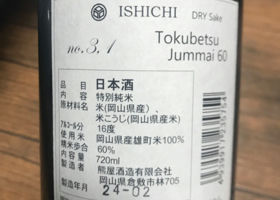 ISHICHI
DRY Sake
no.3.1
Tokubetsu
Jummai 60
日本酒
品目 特別純米
原材料名 米(岡山県産)、
米こうじ(岡山県産米)
アルコール分 16度
使用米 岡山県産雄町米100%
精米歩合 60%
内容量 720ml
製造者 熊屋酒造有限会社
岡山県倉敷市林705
製造年月 24-02